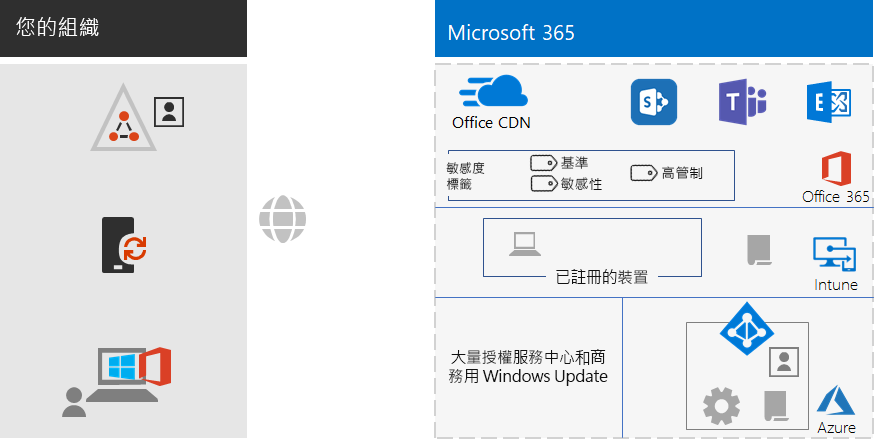 您的組織
Microsoft 365
Office CDN
S
T
E
敏感度
標籤
基準
敏感性
高管制
Office 365
已註冊的裝置
Intune
大量授權服務中心和商
務用 Windows Update
Azure